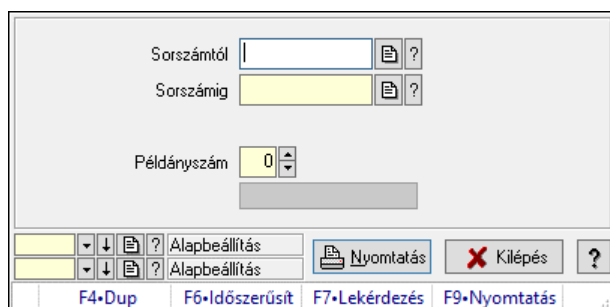 Sorszámtól ?
Sorszámig ?
Példányszám 0
? Alapbeállítás
? Alapbeállítás
Nyomtatás Kilépés ?
F4•Dup F6•Időszerűsít F7•Lekérdezés F9•Nyomtatás